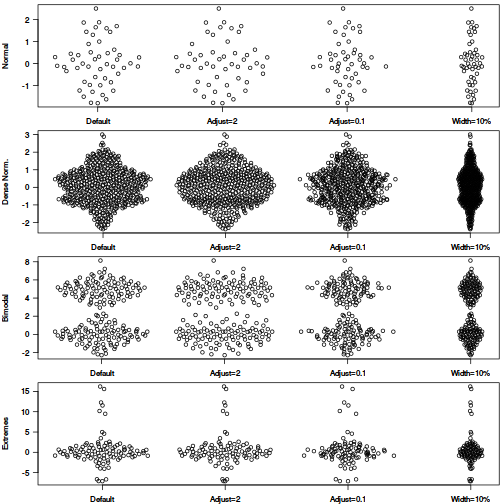 Normal
2
1
0
-1
Default Adjust=2 Adjust=0.1 Width=10%
Dense Norm.
3
2
1
0
-1
-2
Default Adjust=2 Adjust=0.1 Width=10%
Bimodal
8
6
4
2
0
-2
Default Adjust=2 Adjust=0.1 Width=10%
Extremes
15
10
5
0
-5
Default Adjust=2 Adjust=0.1 Width=10%